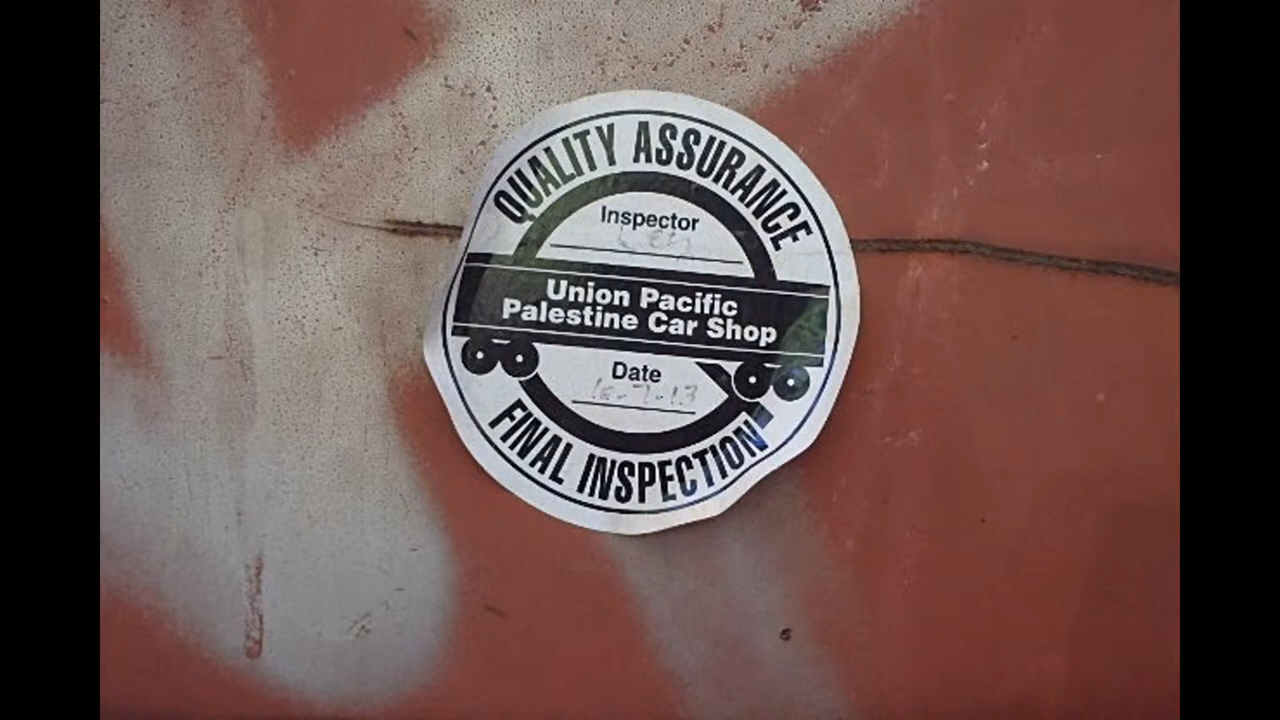 QUALITY ASSURANCE
Inspector
Union Pacific
Palestine Car Shop
Date
FINAL INSPECTION